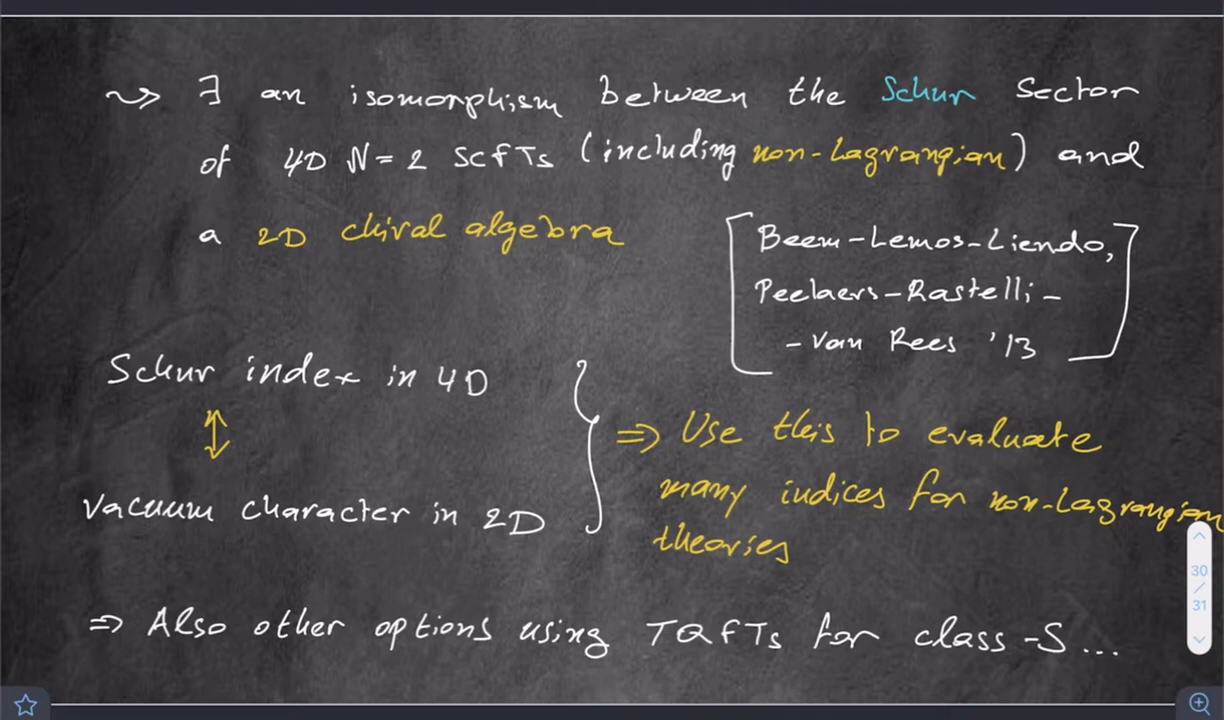 ⇝ ∃ an isomorphism between the Schur sector
of 4D N=2 SCFTs (including non-Lagrangian) and
a 2D chiral algebra
[Beem-Lemos-Liendo,
Peelaers-Rastelli-
-van Rees '13]
Schur index in 4D
↕
vacuum character in 2D
⇒ Use this to evaluate
many indices for non-Lagrangian
theories
⇒ Also other options using TQFTs for class-S...
30
/
31